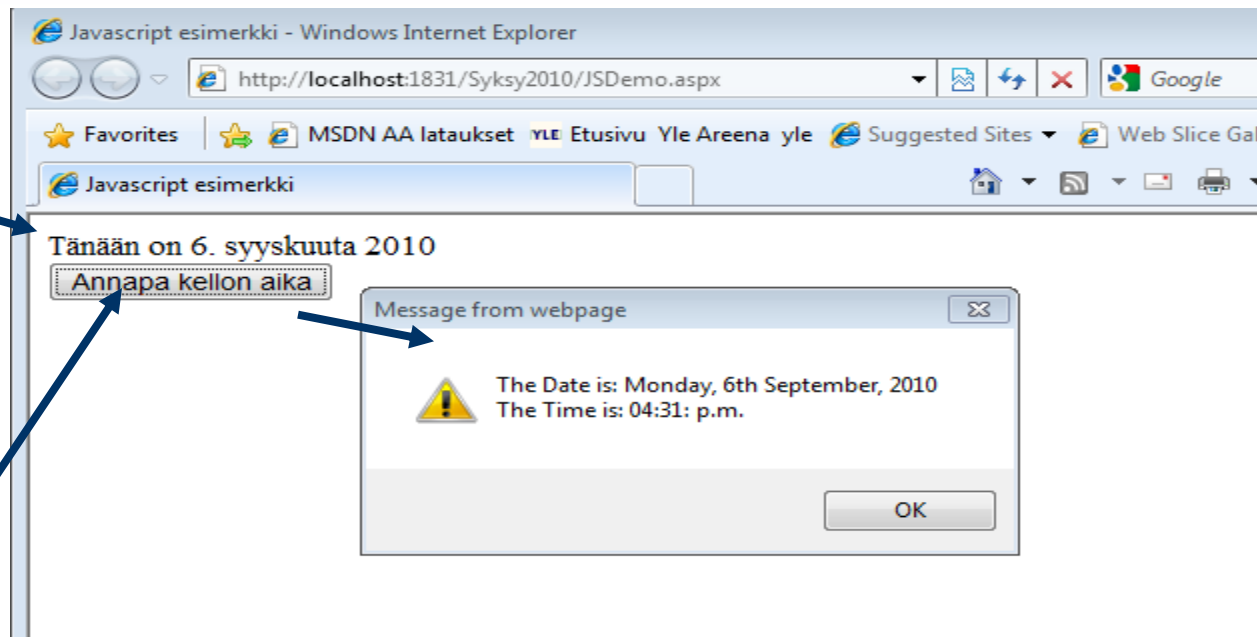 Javascript esimerkki - Windows Internet Explorer
http://localhost:1831/Syksy2010/JSDemo.aspx
Google
Favorites MSDN AA lataukset YLE Etusivu Yle Areena yle Suggested Sites Web Slice Gal
Javascript esimerkki
Tänään on 6. syyskuuta 2010
Annapa kellon aika
Message from webpage
The Date is: Monday, 6th September, 2010
The Time is: 04:31: p.m.
OK